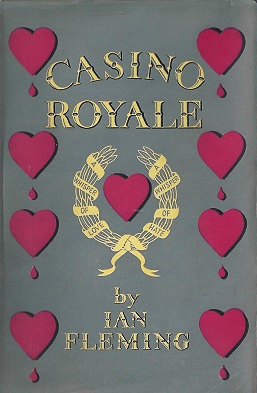 CASINO
ROYALE
A WHISPER OF LOVE
A WHISPER OF HATE
by
IAN
FLEMING